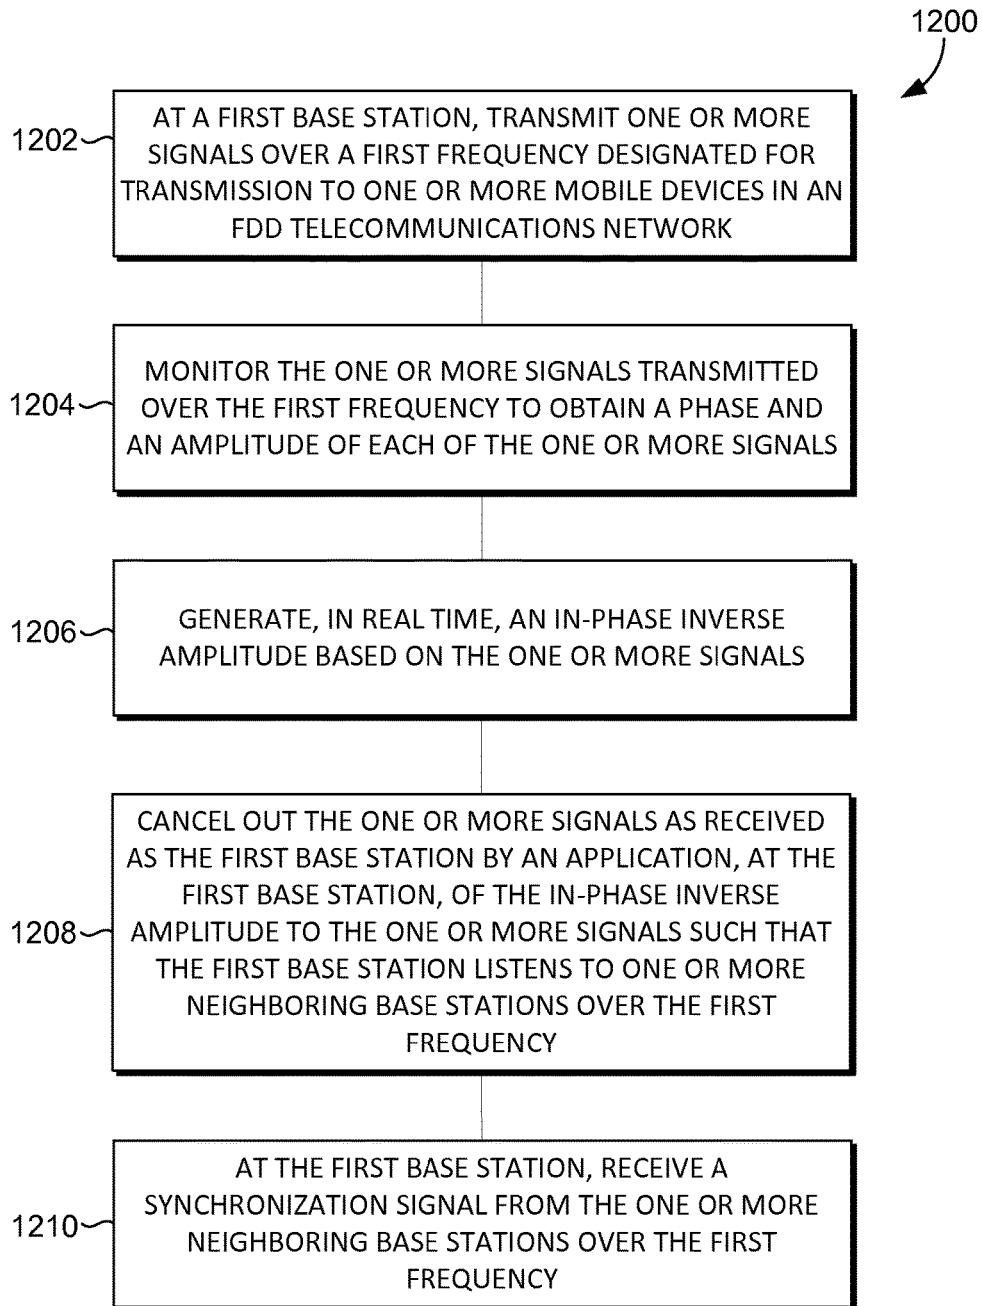 1200
1202
AT A FIRST BASE STATION, TRANSMIT ONE OR MORE
SIGNALS OVER A FIRST FREQUENCY DESIGNATED FOR
TRANSMISSION TO ONE OR MORE MOBILE DEVICES IN AN
FDD TELECOMMUNICATIONS NETWORK
1204
MONITOR THE ONE OR MORE SIGNALS TRANSMITTED
OVER THE FIRST FREQUENCY TO OBTAIN A PHASE AND
AN AMPLITUDE OF EACH OF THE ONE OR MORE SIGNALS
1206
GENERATE, IN REAL TIME, AN IN-PHASE INVERSE
AMPLITUDE BASED ON THE ONE OR MORE SIGNALS
1208
CANCEL OUT THE ONE OR MORE SIGNALS AS RECEIVED
AS THE FIRST BASE STATION BY AN APPLICATION, AT THE
FIRST BASE STATION, OF THE IN-PHASE INVERSE
AMPLITUDE TO THE ONE OR MORE SIGNALS SUCH THAT
THE FIRST BASE STATION LISTENS TO ONE OR MORE
NEIGHBORING BASE STATIONS OVER THE FIRST
FREQUENCY
1210
AT THE FIRST BASE STATION, RECEIVE A
SYNCHRONIZATION SIGNAL FROM THE ONE OR MORE
NEIGHBORING BASE STATIONS OVER THE FIRST
FREQUENCY